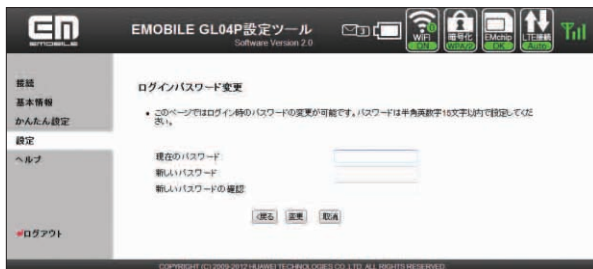 EM
EMOBILE
EMOBILE GL04P設定ツール
Software Version 2.0
3
WiFi
ON
0
暗号化
WPA/2
EMchip
OK
LTE接続
Auto
接続
基本情報
かんたん設定
設定
ヘルプ
ログアウト
ログインパスワード変更
• このページではログイン時のパスワードの変更が可能です。パスワードは半角英数字15文字以内で設定してくだ
さい。
現在のパスワード
新しいパスワード
新しいパスワードの確認
<戻る 変更 取消
COPYRIGHT (C) 2009-2012 HUAWEI TECHNOLOGIES CO.,LTD. ALL RIGHTS RESERVED.